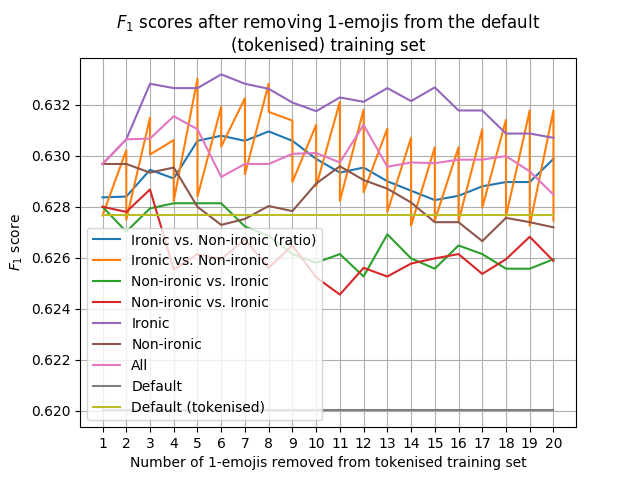 F1 scores after removing 1-emojis from the default
(tokenised) training set
F1 score
0.632
0.630
0.628
0.626
0.624
0.622
0.620
Ironic vs. Non-ironic (ratio)
Ironic vs. Non-ironic
Non-ironic vs. Ironic
Non-ironic vs. Ironic
Ironic
Non-ironic
All
Default
Default (tokenised)
1 2 3 4 5 6 7 8 9 10 11 12 13 14 15 16 17 18 19 20
Number of 1-emojis removed from tokenised training set